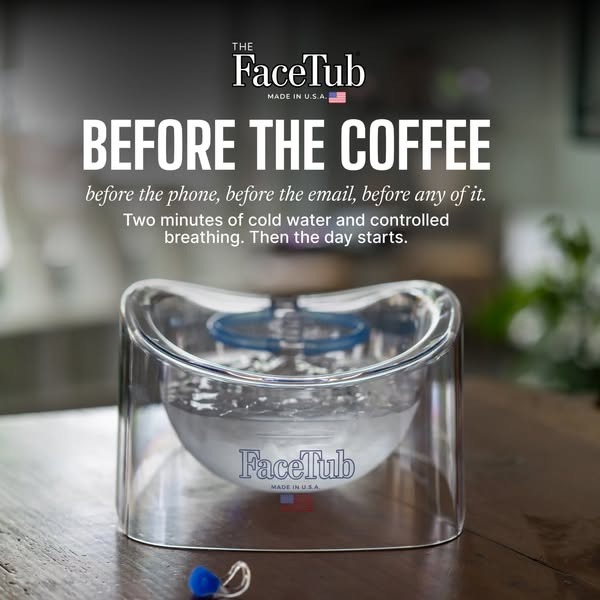 THE
FaceTub
MADE IN U.S.A.
BEFORE THE COFFEE
before the phone, before the email, before any of it.
Two minutes of cold water and controlled
breathing. Then the day starts.
FaceTub
MADE IN U.S.A.